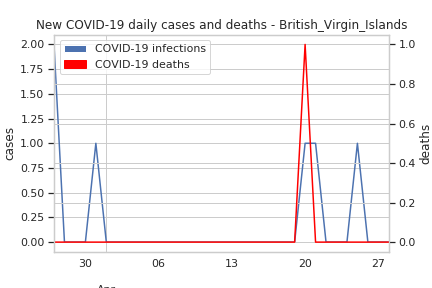 New COVID-19 daily cases and deaths - British_Virgin_Islands
COVID-19 infections
COVID-19 deaths
cases
2.00
1.75
1.50
1.25
1.00
0.75
0.50
0.25
0.00
deaths
1.0
0.8
0.6
0.4
0.2
0.0
30 06 13 20 27
Apr